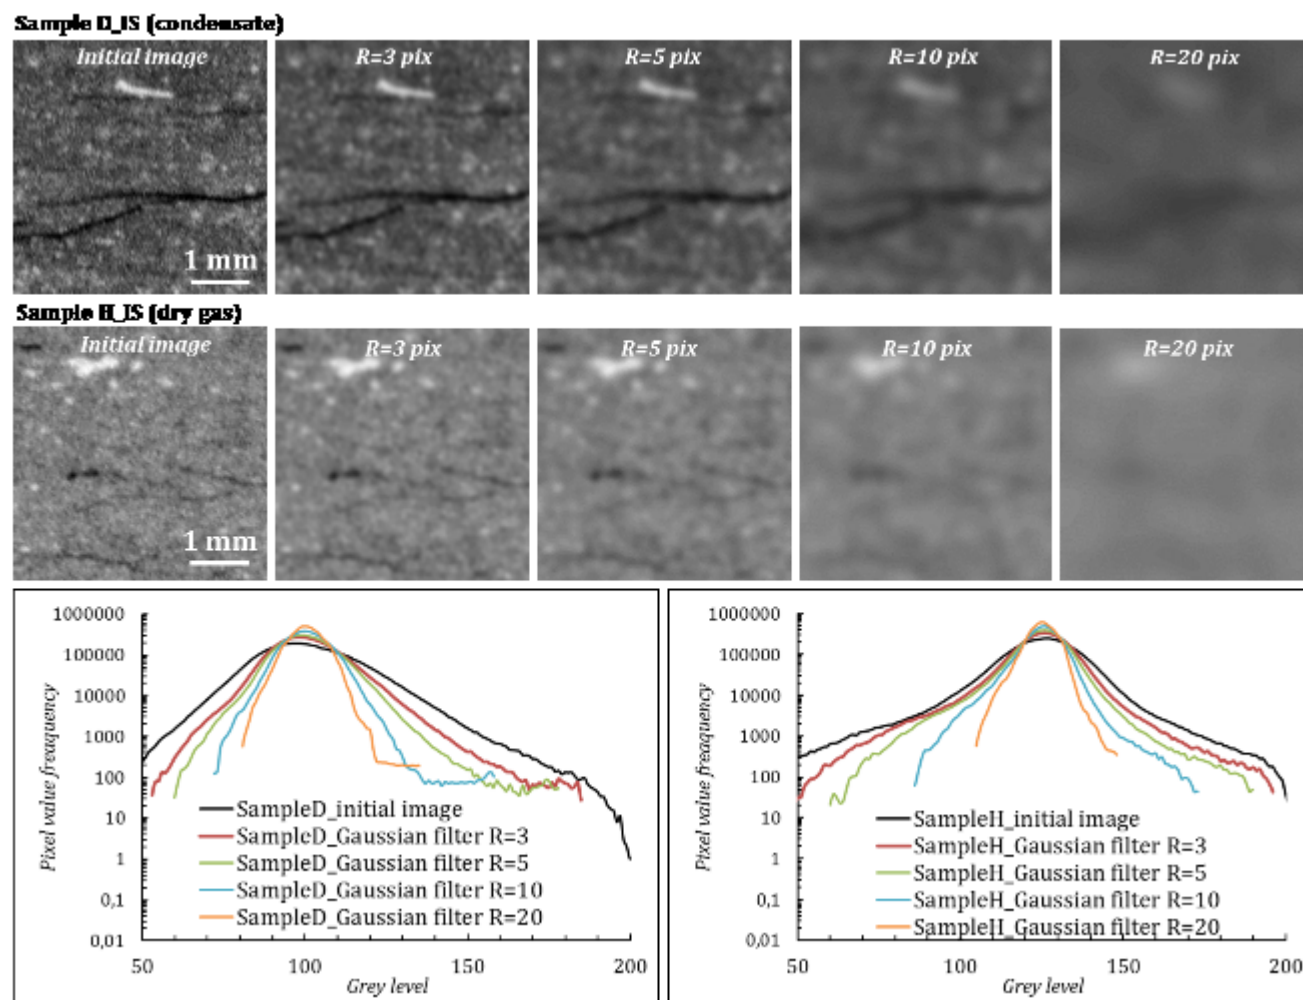 Sample D_IS (condensate)
Initial image
R=3 pix
R=5 pix
R=10 pix
R=20 pix
1 mm
Sample H_IS (dry gas)
Initial image
R=3 pix
R=5 pix
R=10 pix
R=20 pix
1 mm
Pixel value freaquency
1000000
100000
10000
1000
100
10
1
0,1
0,01
SampleD_initial image
SampleD_Gaussian filter R=3
SampleD_Gaussian filter R=5
SampleD_Gaussian filter R=10
SampleD_Gaussian filter R=20
50
100
150
200
Grey level
Pixel value frequency
1000000
100000
10000
1000
100
10
1
0,1
0,01
SampleH_initial image
SampleH_Gaussian filter R=3
SampleH_Gaussian filter R=5
SampleH_Gaussian filter R=10
SampleH_Gaussian filter R=20
50
100
150
200
Grey level